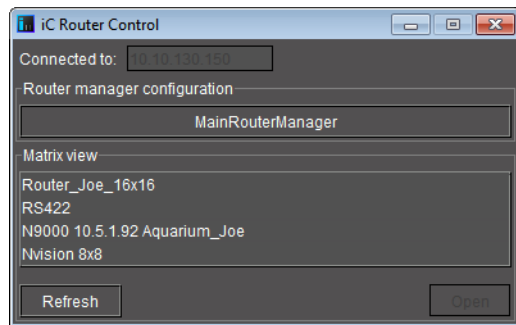 iC Router Control
Connected to: 10.10.130.150
Router manager configuration
MainRouterManager
Matrix view
Router_Joe_16x16
RS422
N9000 10.5.1.92 Aquarium_Joe
Nvision 8x8
Refresh
Open